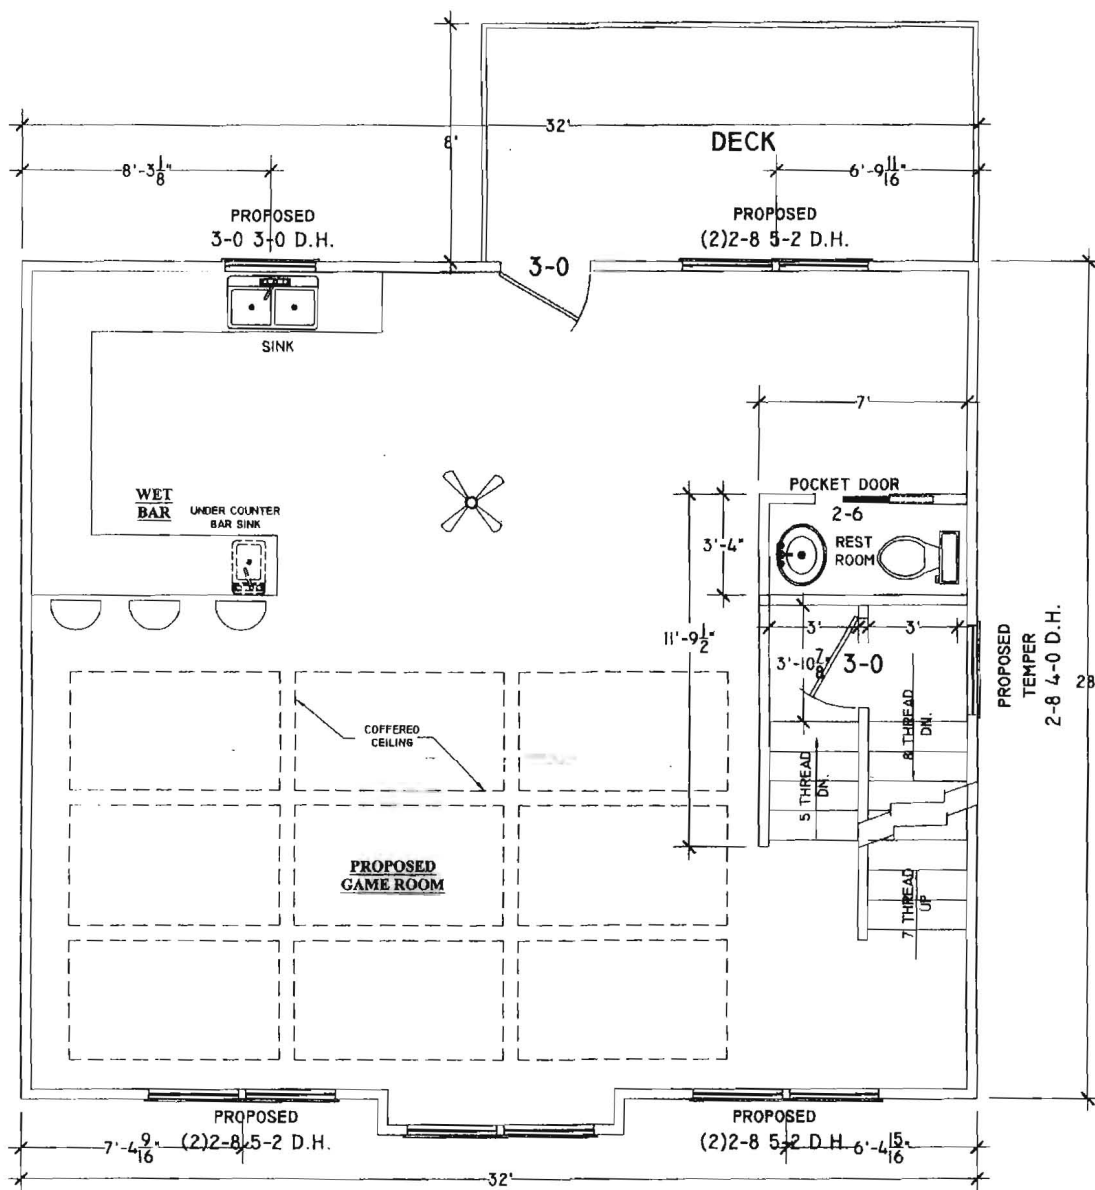 32'
8'
DECK
8'-3 1/8"
6'-9 11/16"
PROPOSED
3-0 3-0 D.H.
PROPOSED
(2)2-8 5-2 D.H.
3-0
SINK
7'
WET
BAR
UNDER COUNTER
BAR SINK
POCKET DOOR
2-6
REST
ROOM
3'-4"
11'-9 1/2"
3'
3'
3'-10 7/8"
3-0
PROPOSED
TEMPER
2-8 4-0 D.H.
28
COFFERED
CEILING
5 THREAD
DN.
8 THREAD
DN.
PROPOSED
GAME ROOM
7 THREAD
UP
PROPOSED
(2)2-8 5-2 D.H.
7'-4 9/16"
PROPOSED
(2)2-8 5-2 D.H.
6'-4 15/16"
32'